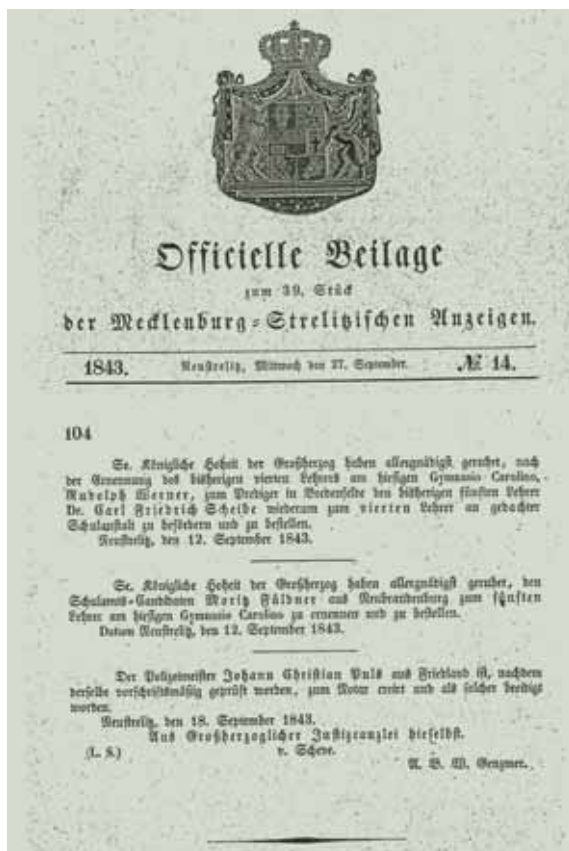 Officielle Beilage
zum 39. Stück
der Mecklenburg-Strelitzischen Anzeigen.
1843. Neustrelitz, Mittwoch den 27. September. № 14.
104
Se. Königliche Hoheit der Großherzog haben allergnädigst geruhet, nach
der Ernennung des bisherigen vierten Lehrers am hiesigen Gymnasio Carolino,
Rudolph Werner, zum Prediger in Bredenfelde den bisherigen fünften Lehrer
Dr. Carl Friedrich Scheibe wiederum zum vierten Lehrer an gedachter
Schulanstalt zu befördern und zu bestellen.
Neustrelitz, den 12. September 1843.
Se. Königliche Hoheit der Großherzog haben allergnädigst geruhet, den
Schulamts-Candidaten Moritz Füldner aus Neubrandenburg zum fünften
Lehrer am hiesigen Gymnasio Carolino zu ernennen und zu bestellen.
Datum Neustrelitz, den 12. September 1843.
Der Polizeimeister Johann Christian Puls aus Friedland ist, nachdem
derselbe vorschriftsmäßig geprüft worden, zum Notar creirt und als solcher beeidigt
worden.
Neustrelitz, den 18. September 1843.
Aus Großherzoglicher Justizcanzlei hieselbst.
(L. S.) v. Scheve.
A. B. W. Genzmer.